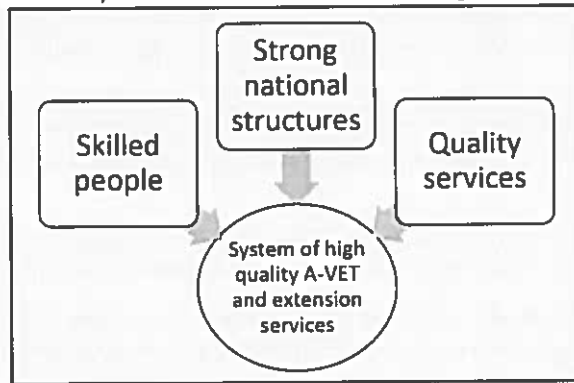 Strong
national
structures
Skilled
people
Quality
services
System of high
quality A-VET
and extension
services